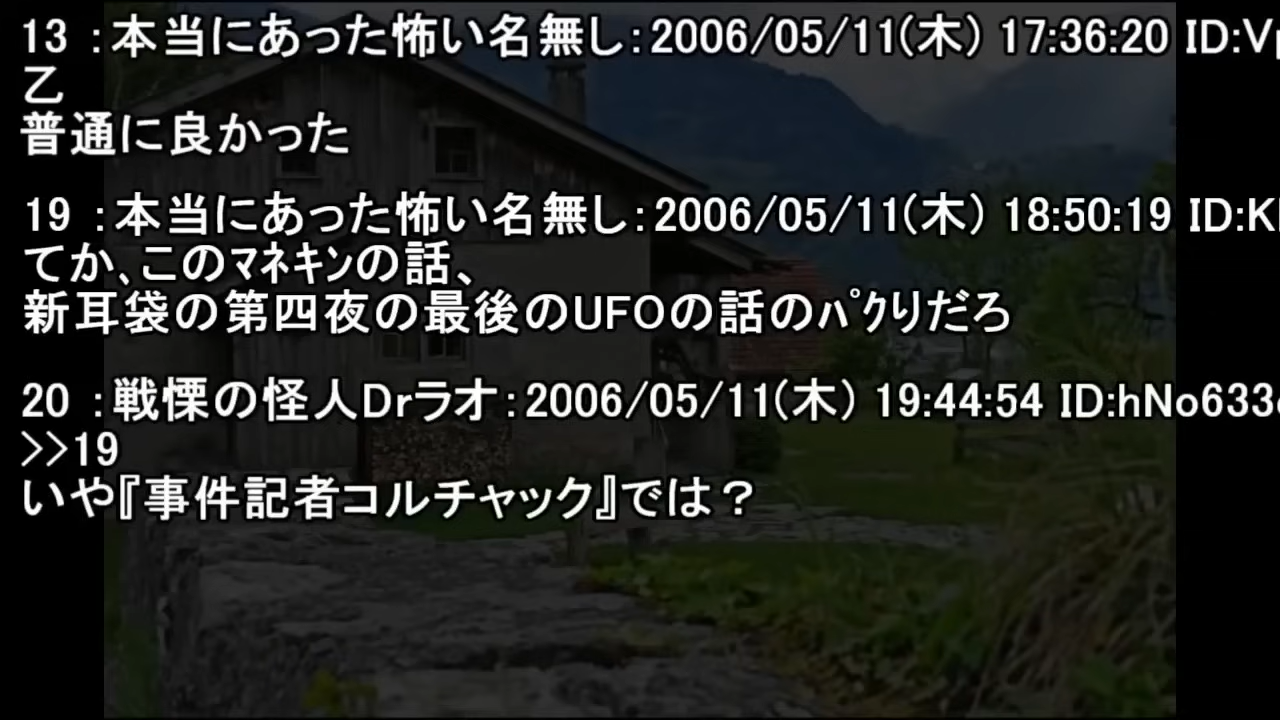 13 ：本当にあった怖い名無し：2006/05/11(木) 17:36:20 ID:V
乙
普通に良かった
19 ：本当にあった怖い名無し：2006/05/11(木) 18:50:19 ID:K
てか､このﾏﾈｷﾝの話、
新耳袋の第四夜の最後のUFOの話のﾊﾟｸりだろ
20 ：戦慄の怪人Drラオ：2006/05/11(木) 19:44:54 ID:hNo633
>>19
いや『事件記者コルチャック』では？